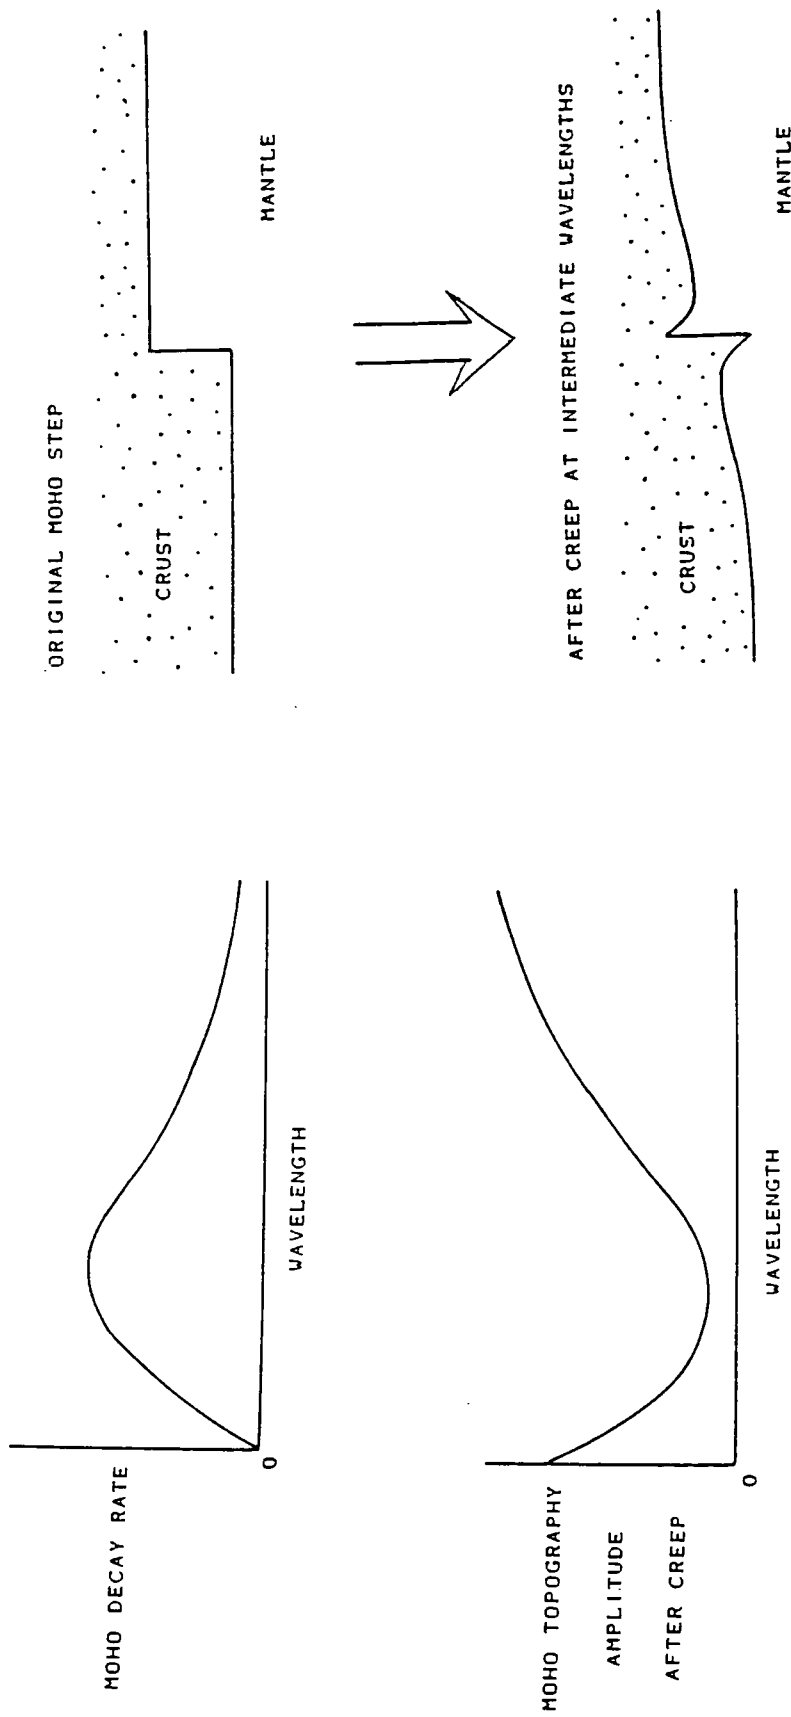 MOHO DECAY RATE
0
WAVELENGTH
ORIGINAL MOHO STEP
CRUST
MANTLE
MOHO TOPOGRAPHY
AMPLITUDE
AFTER CREEP
0
WAVELENGTH
AFTER CREEP AT INTERMEDIATE WAVELENGTHS
CRUST
MANTLE